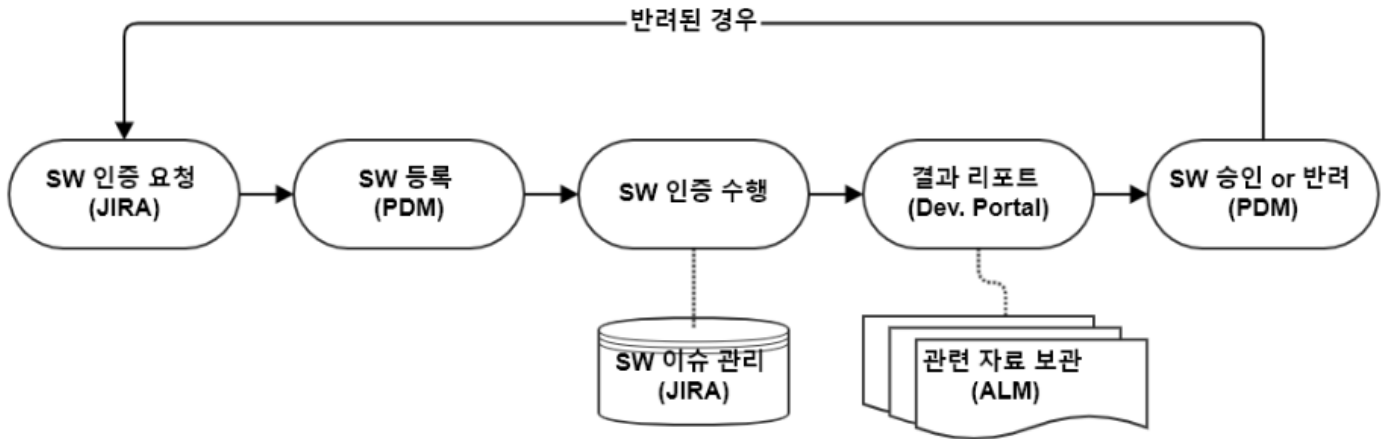 반려된 경우
SW 인증 요청
(JIRA)
SW 등록
(PDM)
SW 인증 수행
결과 리포트
(Dev. Portal)
SW 승인 or 반려
(PDM)
SW 이슈 관리
(JIRA)
관련 자료 보관
(ALM)